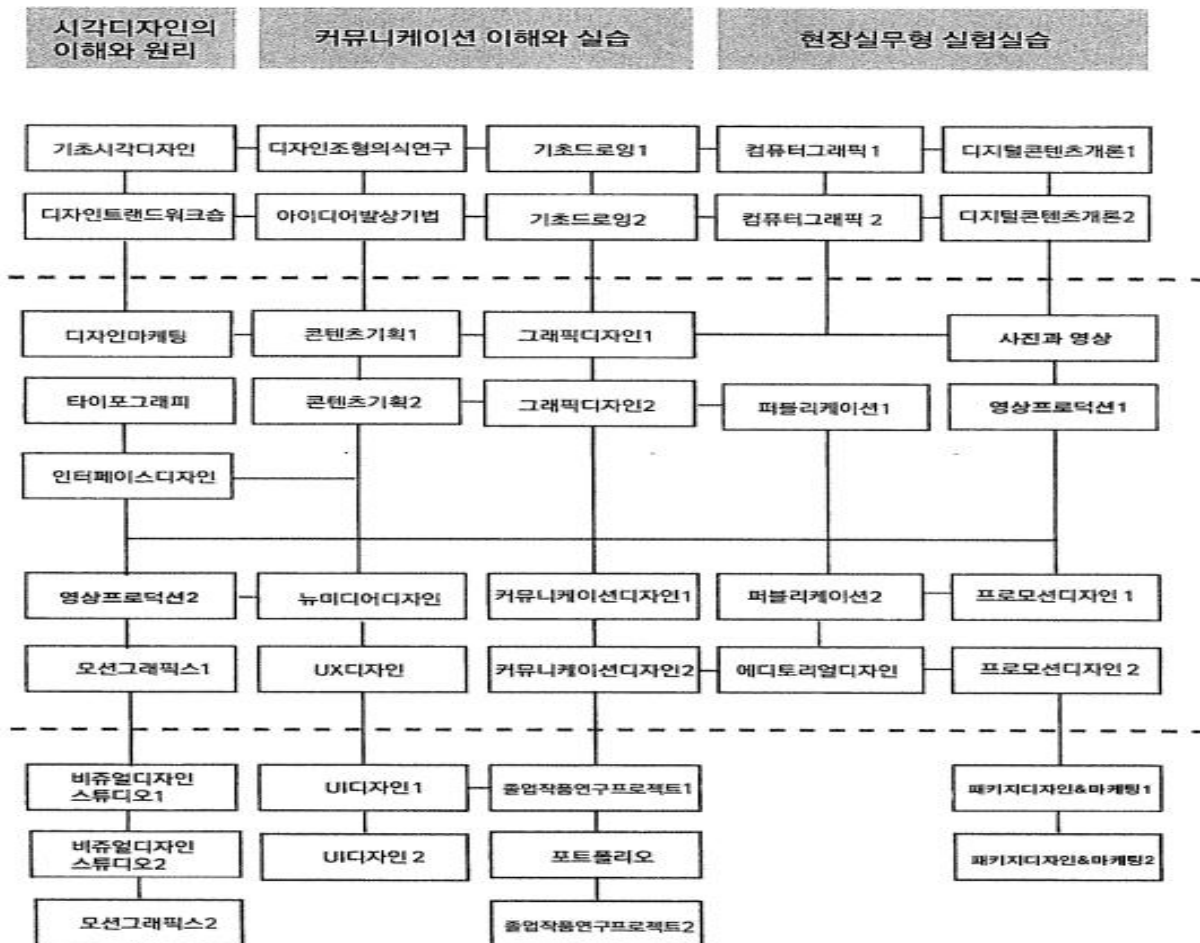 시각디자인의
이해와 원리
커뮤니케이션 이해와 실습
현장실무형 실험실습
기초시각디자인
디자인조형의식연구
기초드로잉1
컴퓨터그래픽1
디지털콘텐츠개론1
디자인트랜드워크숍
아이디어발상기법
기초드로잉2
컴퓨터그래픽 2
디지털콘텐츠개론2
디자인마케팅
콘텐츠기획1
그래픽디자인1
사진과 영상
타이포그래피
콘텐츠기획2
그래픽디자인2
퍼블리케이션1
영상프로덕션1
인터페이스디자인
영상프로덕션2
뉴미디어디자인
커뮤니케이션디자인1
퍼블리케이션2
프로모션디자인 1
모션그래픽스1
UX디자인
커뮤니케이션디자인2
에디토리얼디자인
프로모션디자인 2
비쥬얼디자인
스튜디오1
UI디자인 1
졸업작품연구프로젝트1
패키지디자인&마케팅1
비쥬얼디자인
스튜디오2
UI디자인 2
포트폴리오
패키지디자인&마케팅2
모션그래픽스2
졸업작품연구프로젝트2